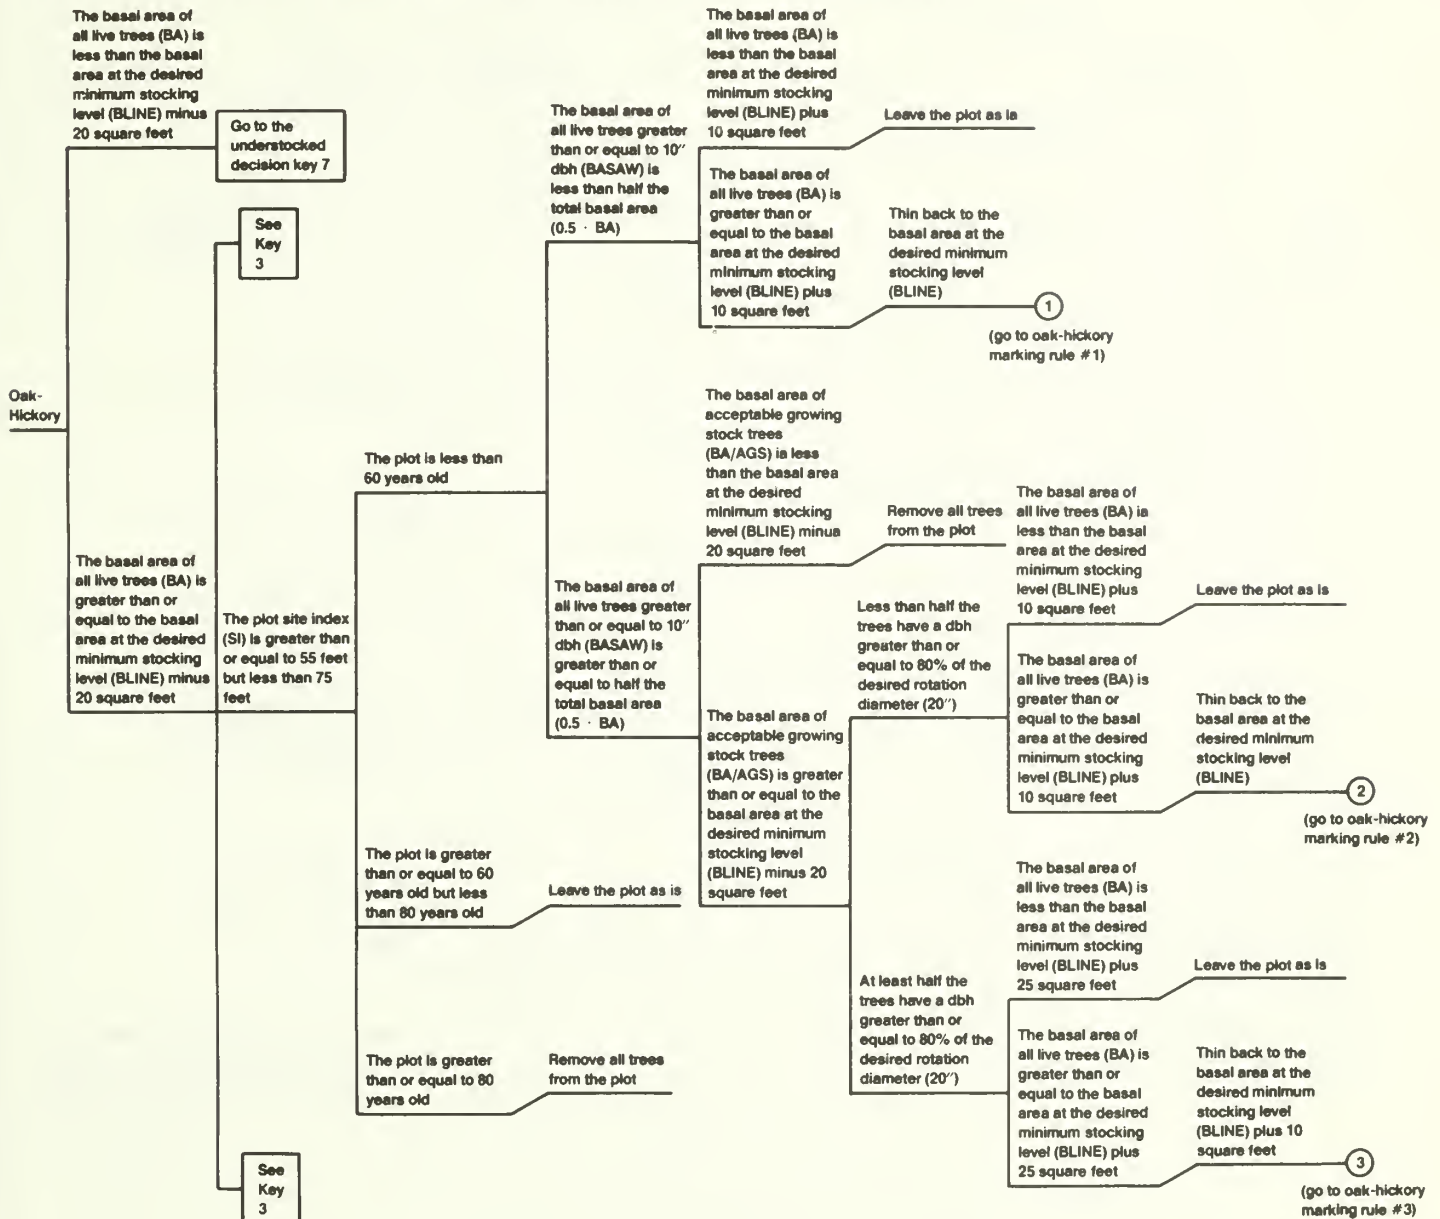 The basal area of
all live trees (BA) is
less than the basal
area at the desired
minimum stocking
level (BLINE) minus
20 square feet
Go to the
understocked
decision key 7
See
Key
3
Oak-
Hickory
The basal area of
all live trees (BA) is
greater than or
equal to the basal
area at the desired
minimum stocking
level (BLINE) minus
20 square feet
The plot site index
(SI) is greater than
or equal to 55 feet
but less than 75
feet
See
Key
3
The plot is less than
60 years old
The plot is greater
than or equal to 60
years old but less
than 80 years old
Leave the plot as is
The plot is greater
than or equal to 80
years old
Remove all trees
from the plot
The basal area of
all live trees greater
than or equal to 10"
dbh (BASAW) is
less than half the
total basal area
(0.5 · BA)
The basal area of
all live trees (BA) is
less than the basal
area at the desired
minimum stocking
level (BLINE) plus
10 square feet
Leave the plot as is
The basal area of
all live trees (BA) is
greater than or
equal to the basal
area at the desired
minimum stocking
level (BLINE) plus
10 square feet
Thin back to the
basal area at the
desired minimum
stocking level
(BLINE)
1
(go to oak-hickory
marking rule #1)
The basal area of
all live trees greater
than or equal to 10"
dbh (BASAW) is
greater than or
equal to half the
total basal area
(0.5 · BA)
The basal area of
acceptable growing
stock trees
(BA/AGS) is less
than the basal area
at the desired
minimum stocking
level (BLINE) minus
20 square feet
Remove all trees
from the plot
The basal area of
acceptable growing
stock trees
(BA/AGS) is greater
than or equal to the
basal area at the
desired minimum
stocking level
(BLINE) minus 20
square feet
Less than half the
trees have a dbh
greater than or
equal to 80% of the
desired rotation
diameter (20")
The basal area of
all live trees (BA) is
less than the basal
area at the desired
minimum stocking
level (BLINE) plus
10 square feet
Leave the plot as is
The basal area of
all live trees (BA) is
greater than or
equal to the basal
area at the desired
minimum stocking
level (BLINE) plus
10 square feet
Thin back to the
basal area at the
desired minimum
stocking level
(BLINE)
2
(go to oak-hickory
marking rule #2)
At least half the
trees have a dbh
greater than or
equal to 80% of the
desired rotation
diameter (20")
The basal area of
all live trees (BA) is
less than the basal
area at the desired
minimum stocking
level (BLINE) plus
25 square feet
Leave the plot as is
The basal area of
all live trees (BA) is
greater than or
equal to the basal
area at the desired
minimum stocking
level (BLINE) plus
25 square feet
Thin back to the
basal area at the
desired minimum
stocking level
(BLINE) plus 10
square feet
3
(go to oak-hickory
marking rule #3)